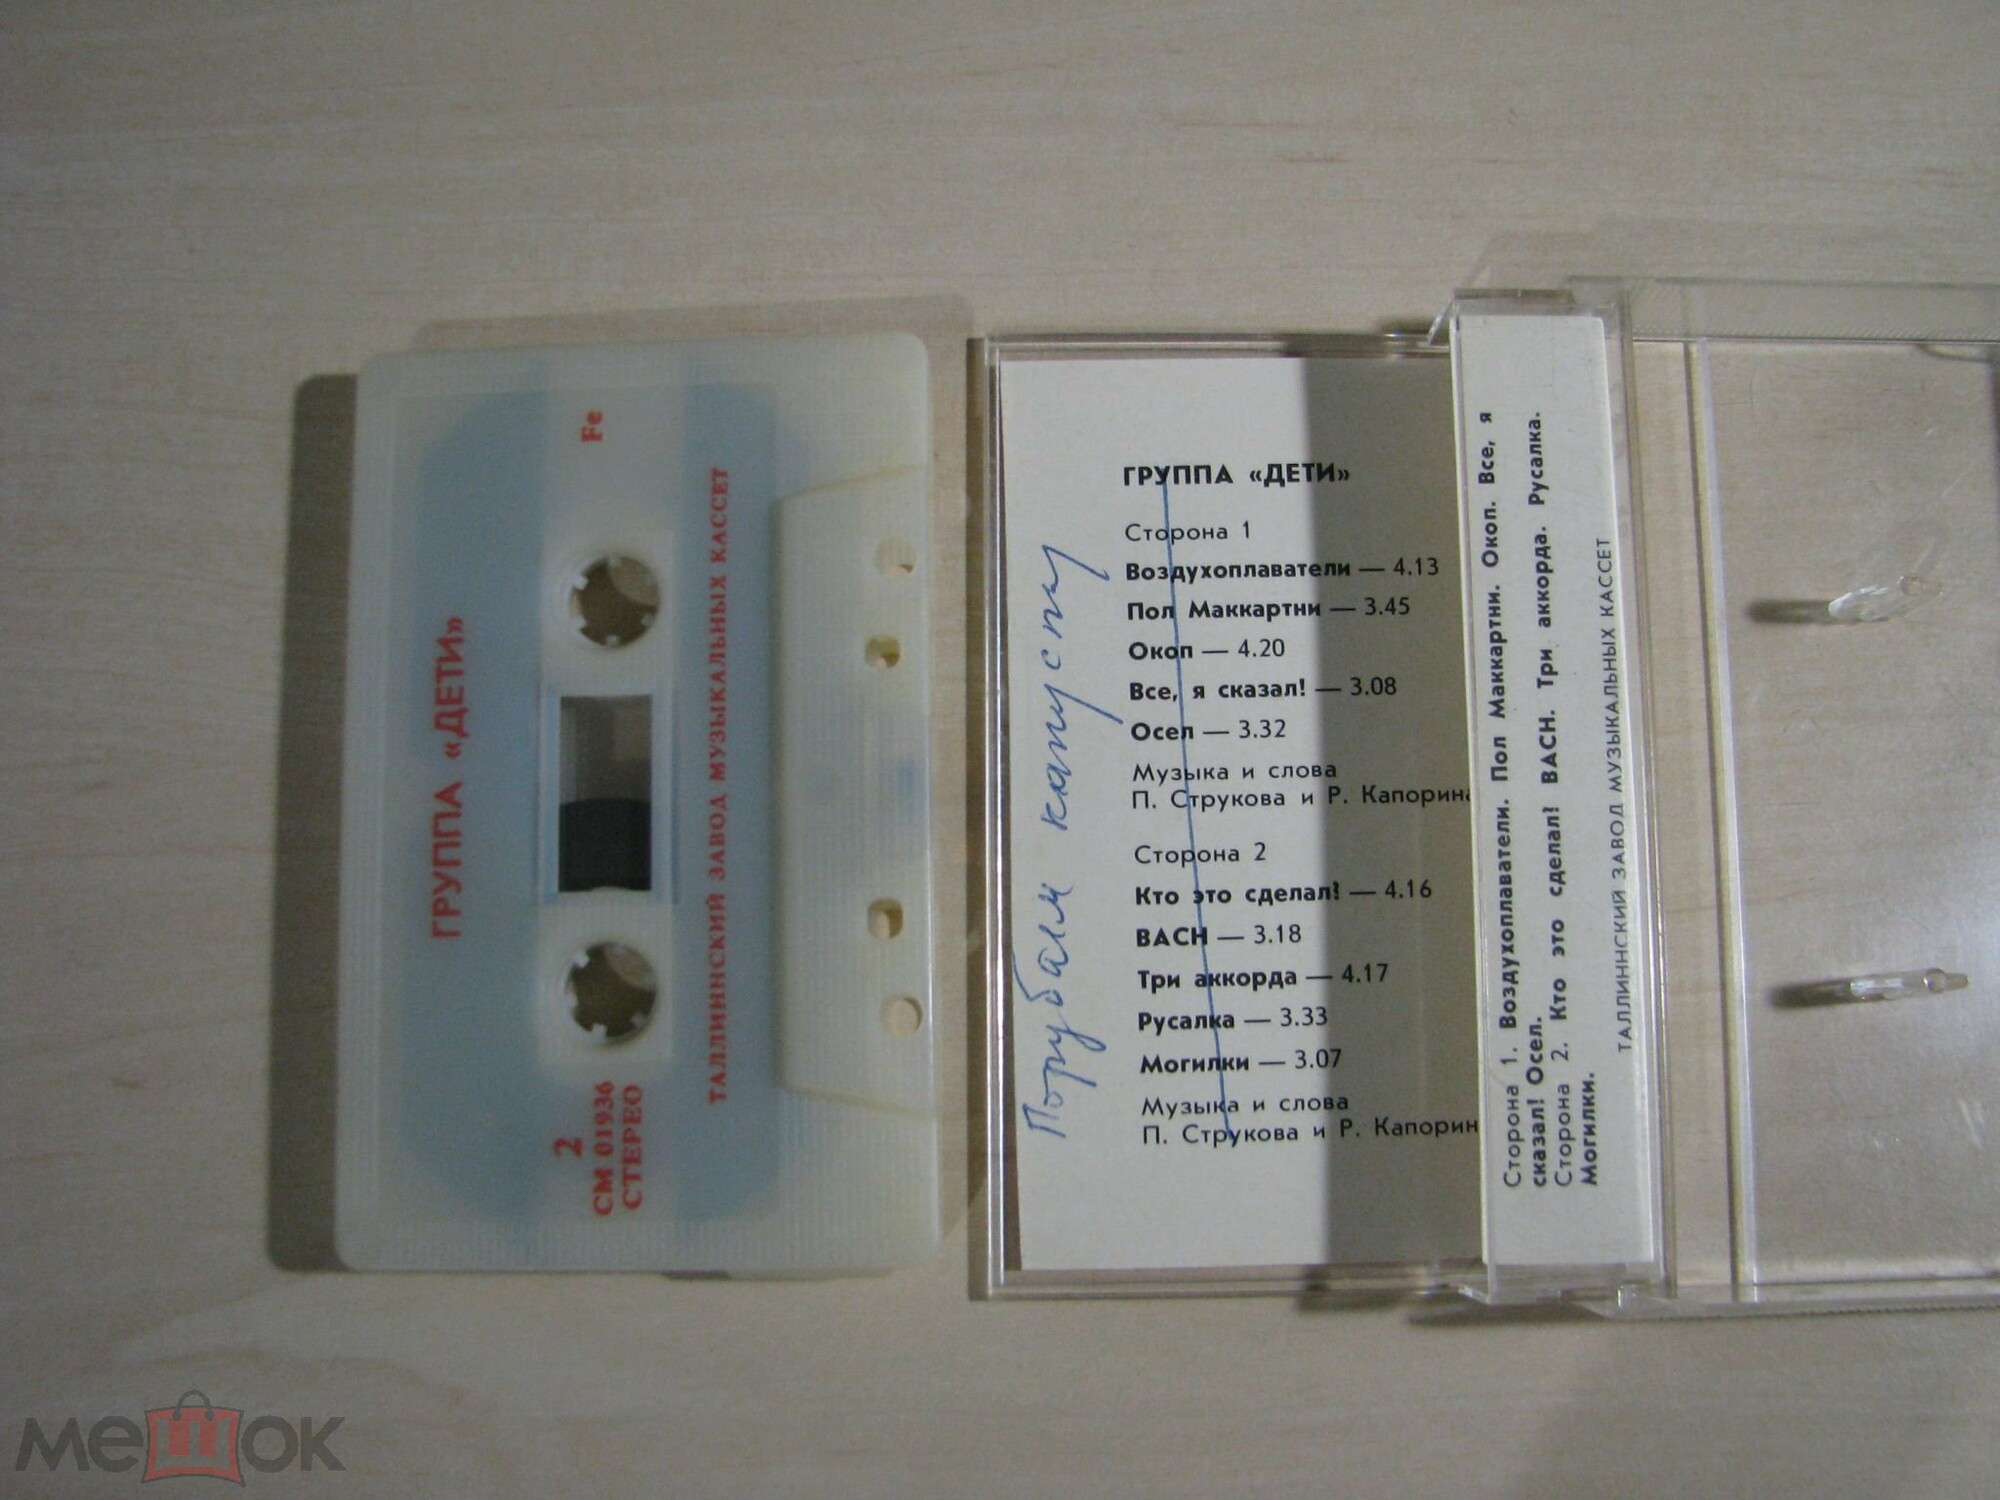 ГРУППА «ДЕТИ»
Fe
2
СМ 01936
СТЕРЕО
ТАЛЛИННСКИЙ ЗАВОД МУЗЫКАЛЬНЫХ КАССЕТ
Порубам капусту
ГРУППА «ДЕТИ»
Сторона 1
Воздухоплаватели — 4.13
Пол Маккартни — 3.45
Окоп — 4.20
Все, я сказал! — 3.08
Осел — 3.32
Музыка и слова
П. Струкова и Р. Капорина
Сторона 2
Кто это сделал! — 4.16
BACH — 3.18
Три аккорда — 4.17
Русалка — 3.33
Могилки — 3.07
Музыка и слова
П. Струкова и Р. Капорин
Сторона 1. Воздухоплаватели. Пол Маккартни. Окоп. Все, я
сказал! Осел.
Сторона 2. Кто это сделал! BACH. Три аккорда. Русалка.
Могилки.
ТАЛЛИННСКИЙ ЗАВОД МУЗЫКАЛЬНЫХ КАССЕТ
мешок